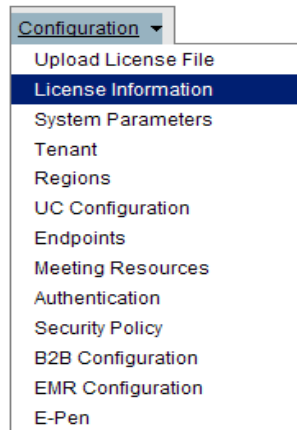 Configuration
Upload License File
License Information
System Parameters
Tenant
Regions
UC Configuration
Endpoints
Meeting Resources
Authentication
Security Policy
B2B Configuration
EMR Configuration
E-Pen